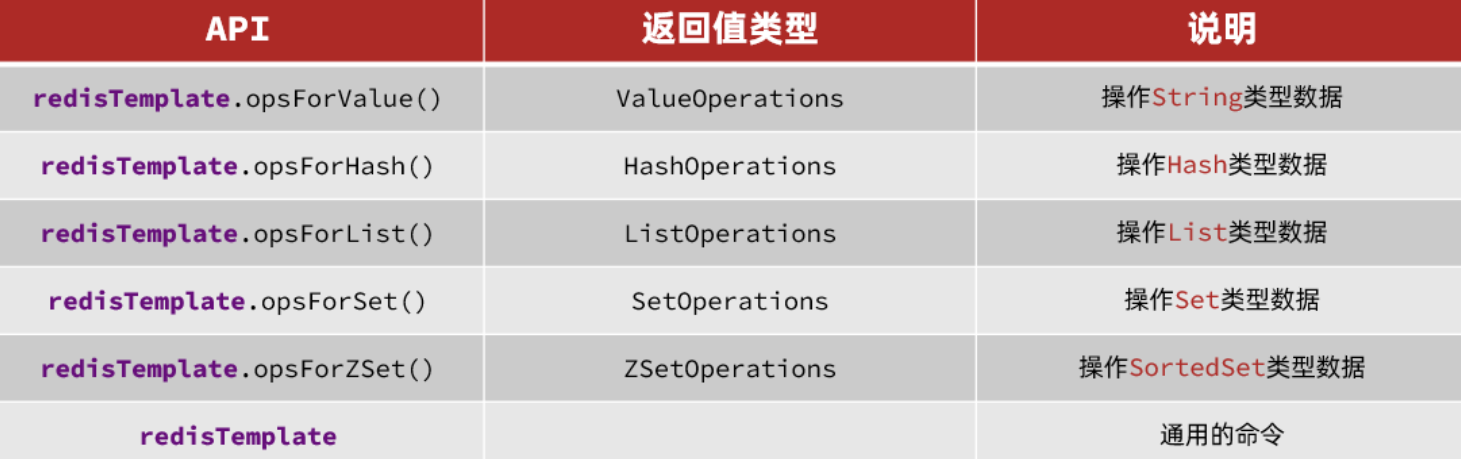 API 返回值类型 说明
redisTemplate.opsForValue() ValueOperations 操作String类型数据
redisTemplate.opsForHash() HashOperations 操作Hash类型数据
redisTemplate.opsForList() ListOperations 操作List类型数据
redisTemplate.opsForSet() SetOperations 操作Set类型数据
redisTemplate.opsForZSet() ZSetOperations 操作SortedSet类型数据
redisTemplate 通用的命令